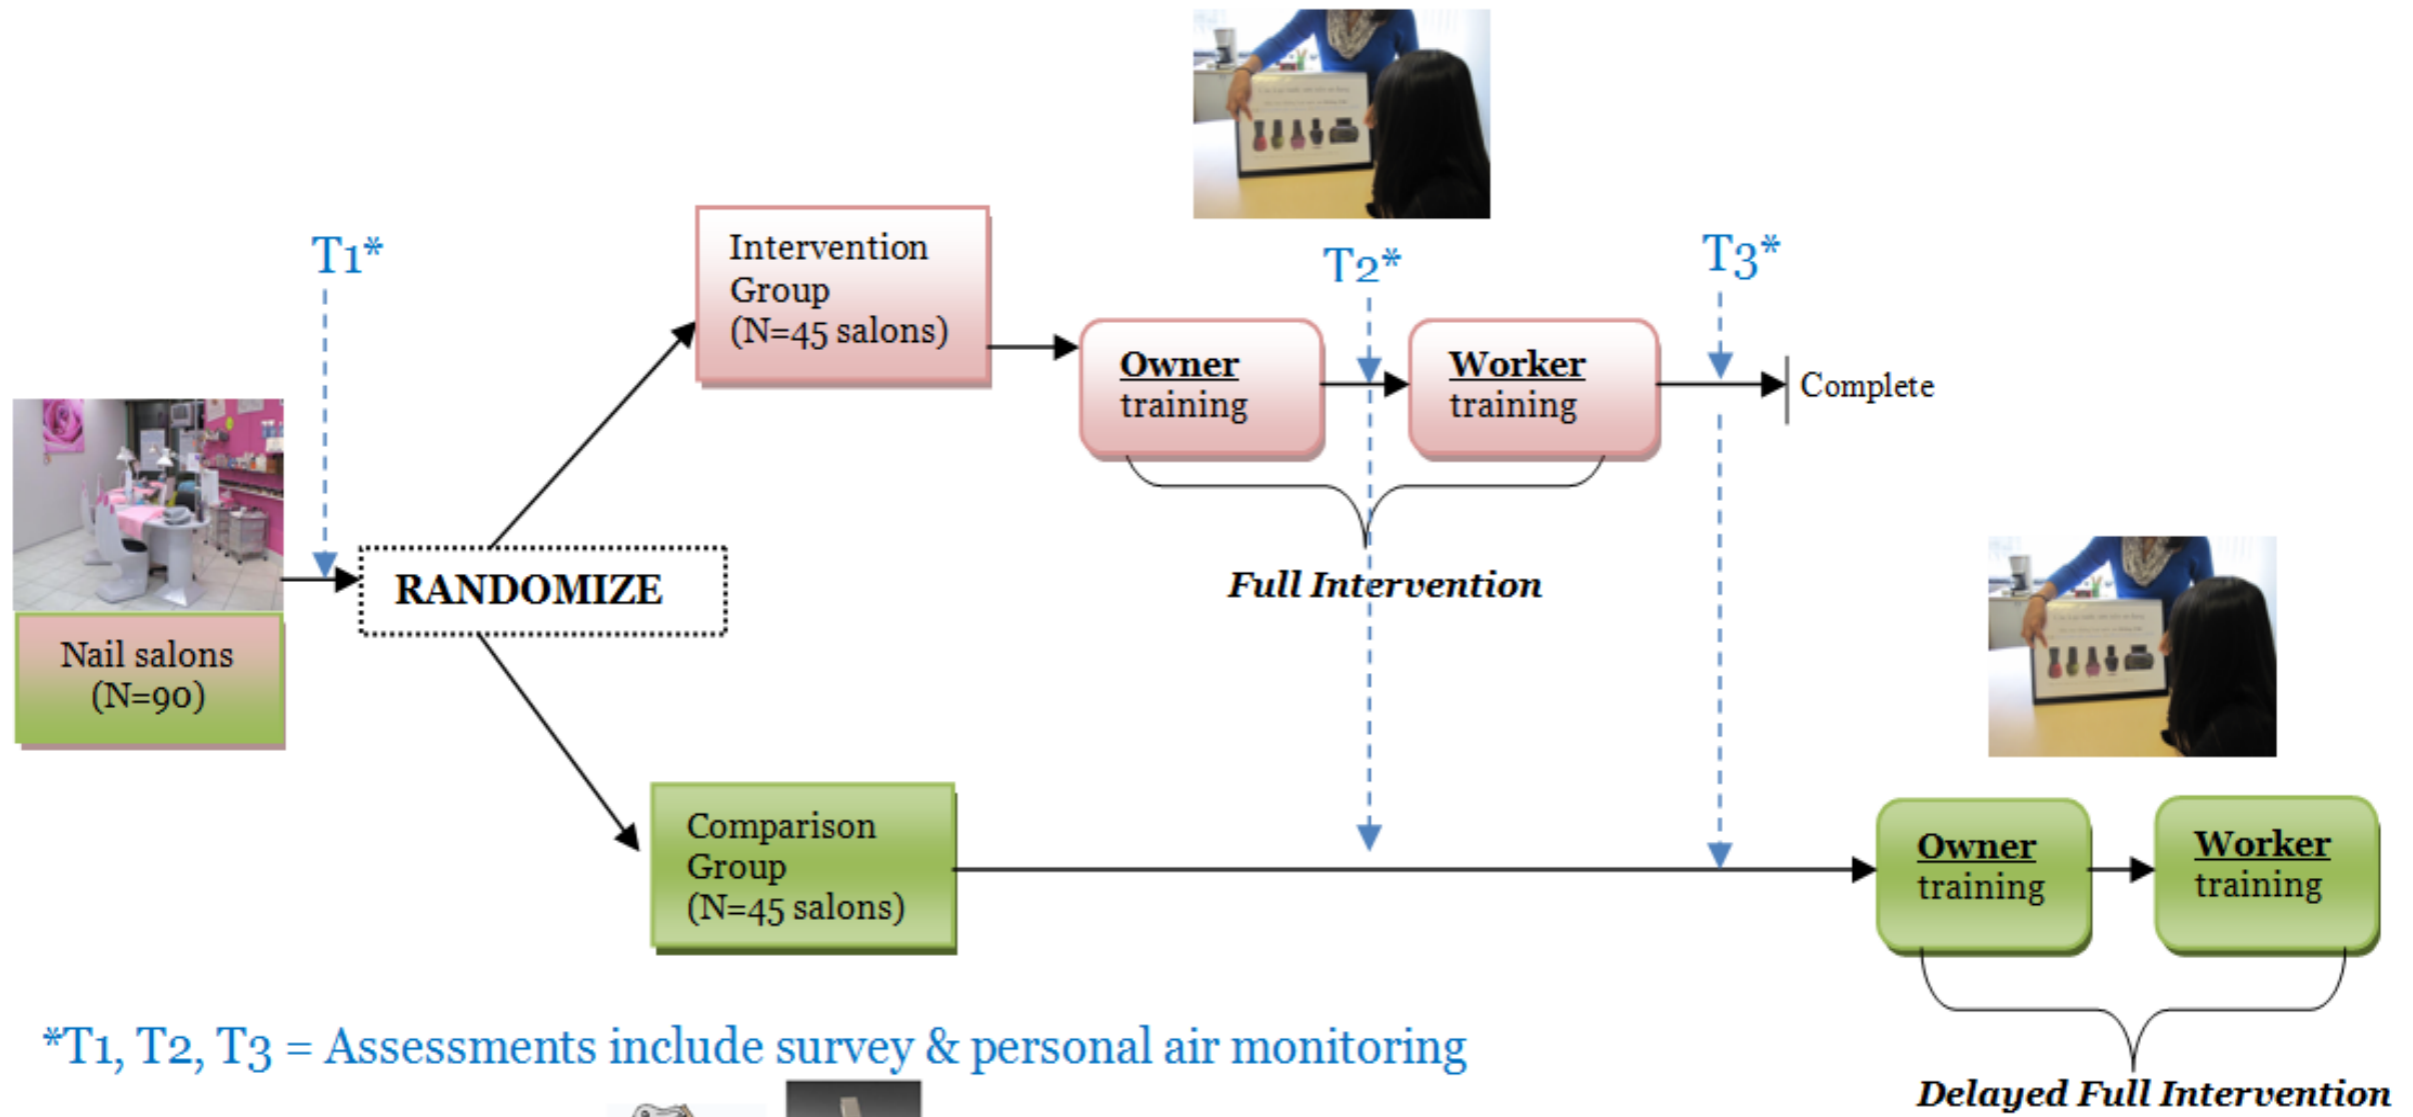 T1*
Intervention
Group
(N=45 salons)
T2*
T3*
Owner
training
Worker
training
Complete
Full Intervention
RANDOMIZE
Nail salons
(N=90)
Comparison
Group
(N=45 salons)
Owner
training
Worker
training
Delayed Full Intervention
*T1, T2, T3 = Assessments include survey & personal air monitoring